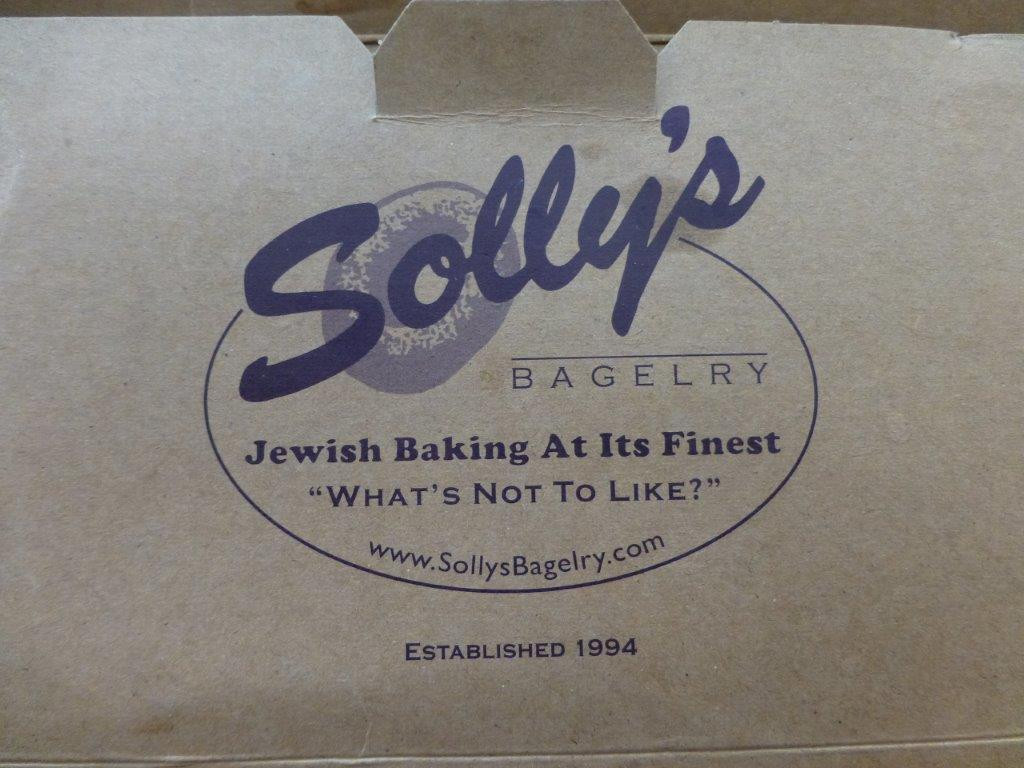 Solly's
BAGELRY
Jewish Baking At Its Finest
“WHAT'S NOT TO LIKE?”
www.SollysBagelry.com
ESTABLISHED 1994